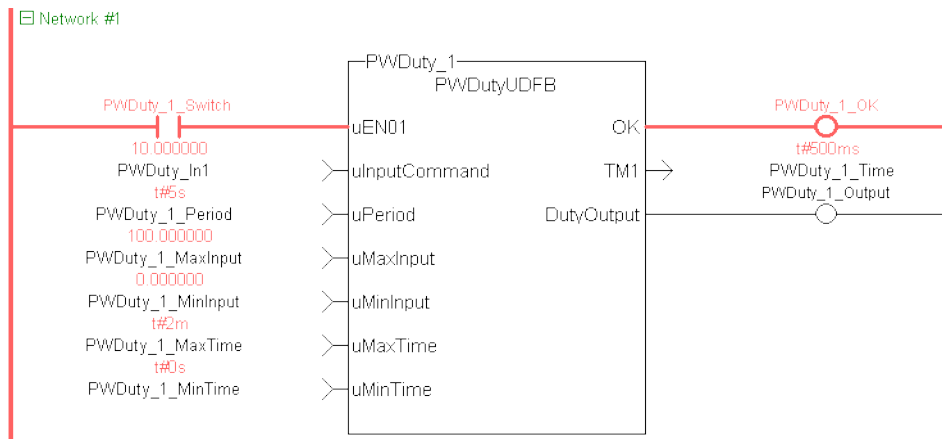 Network #1
PWDuty_1
PWDutyUDFB
PWDuty_1_Switch
uEN01
OK
PWDuty_1_OK
10.000000
t#500ms
PWDuty_In1
uInputCommand
TM1
PWDuty_1_Time
t#5s
PWDuty_1_Output
PWDuty_1_Period
uPeriod
DutyOutput
100.000000
PWDuty_1_MaxInput
uMaxInput
0.000000
PWDuty_1_MinInput
uMinInput
t#2m
PWDuty_1_MaxTime
uMaxTime
t#0s
PWDuty_1_MinTime
uMinTime